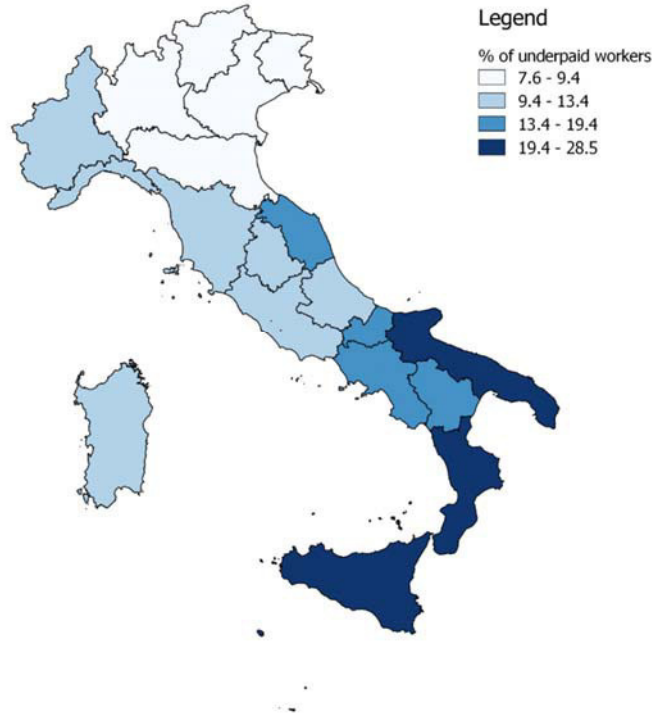 Legend
% of underpaid workers
7.6 - 9.4
9.4 - 13.4
13.4 - 19.4
19.4 - 28.5